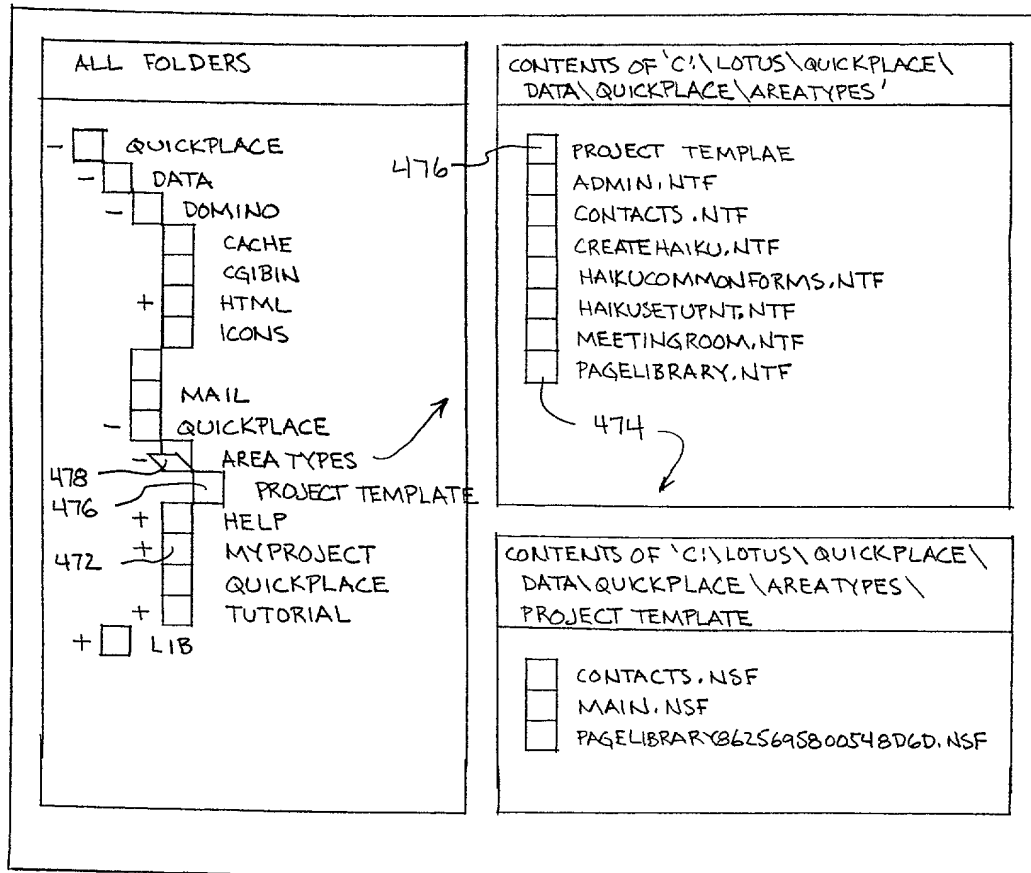 ALL FOLDERS
- QUICKPLACE
- DATA
- DOMINO
CACHE
CGIBIN
+ HTML
ICONS
MAIL
- QUICKPLACE
- AREA TYPES
478
476
PROJECT TEMPLATE
+ HELP
472
+ MYPROJECT
QUICKPLACE
+ TUTORIAL
+ LIB
CONTENTS OF 'C:\LOTUS\QUICKPLACE\
DATA\QUICKPLACE\AREATYPES'
476
PROJECT TEMPLAE
ADMIN.NTF
CONTACTS.NTF
CREATEHAIKU.NTF
HAIKUCOMMONFORMS.NTF
HAIKUSETUPNT.NTF
MEETINGROOM.NTF
PAGELIBRARY.NTF
474
CONTENTS OF 'C:\LOTUS\QUICKPLACE\
DATA\QUICKPLACE\AREATYPES\
PROJECT TEMPLATE
CONTACTS.NSF
MAIN.NSF
PAGELIBRARY8625695800548D6D.NSF